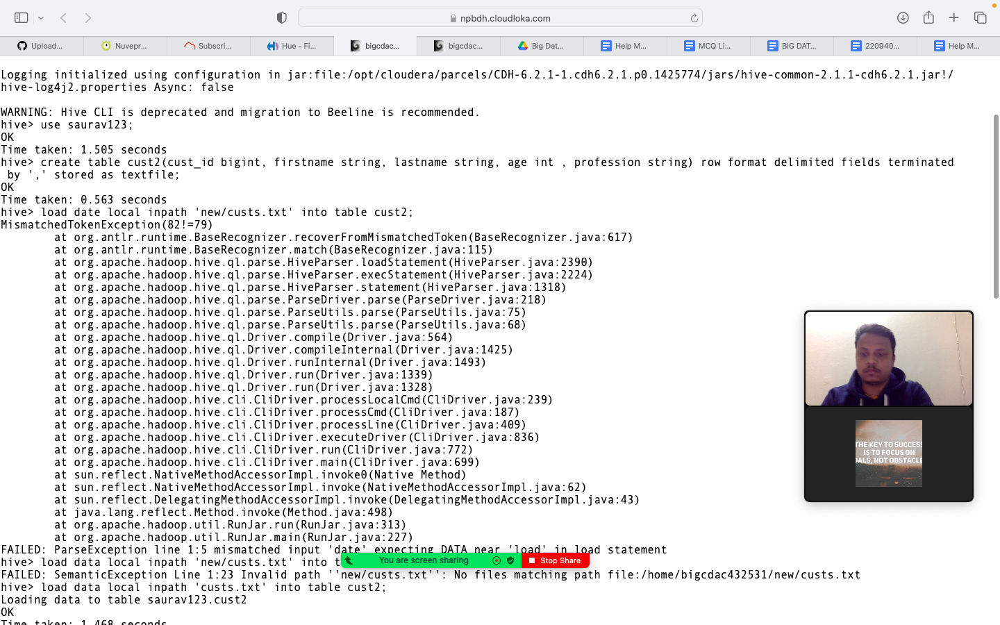 npbdh.cloudloka.com
Upload...
Nuvepr...
Subscri...
Hue - Fi...
bigcdac...
bigcdac...
Big Dat...
Help M...
MCQ Li...
BIG DAT...
220940...
Help M...
Logging initialized using configuration in jar:file:/opt/cloudera/parcels/CDH-6.2.1-1.cdh6.2.1.p0.1425774/jars/hive-common-2.1.1-cdh6.2.1.jar!/
hive-log4j2.properties Async: false
WARNING: Hive CLI is deprecated and migration to Beeline is recommended.
hive> use saurav123;
OK
Time taken: 1.505 seconds
hive> create table cust2(cust_id bigint, firstname string, lastname string, age int , profession string) row format delimited fields terminated
 by ',' stored as textfile;
OK
Time taken: 0.563 seconds
hive> load date local inpath 'new/custs.txt' into table cust2;
MismatchedTokenException(82!=79)
        at org.antlr.runtime.BaseRecognizer.recoverFromMismatchedToken(BaseRecognizer.java:617)
        at org.antlr.runtime.BaseRecognizer.match(BaseRecognizer.java:115)
        at org.apache.hadoop.hive.ql.parse.HiveParser.loadStatement(HiveParser.java:2390)
        at org.apache.hadoop.hive.ql.parse.HiveParser.execStatement(HiveParser.java:2224)
        at org.apache.hadoop.hive.ql.parse.HiveParser.statement(HiveParser.java:1318)
        at org.apache.hadoop.hive.ql.parse.ParseDriver.parse(ParseDriver.java:218)
        at org.apache.hadoop.hive.ql.parse.ParseUtils.parse(ParseUtils.java:75)
        at org.apache.hadoop.hive.ql.parse.ParseUtils.parse(ParseUtils.java:68)
        at org.apache.hadoop.hive.ql.Driver.compile(Driver.java:564)
        at org.apache.hadoop.hive.ql.Driver.compileInternal(Driver.java:1425)
        at org.apache.hadoop.hive.ql.Driver.runInternal(Driver.java:1493)
        at org.apache.hadoop.hive.ql.Driver.run(Driver.java:1339)
        at org.apache.hadoop.hive.ql.Driver.run(Driver.java:1328)
        at org.apache.hadoop.hive.cli.CliDriver.processLocalCmd(CliDriver.java:239)
        at org.apache.hadoop.hive.cli.CliDriver.processCmd(CliDriver.java:187)
        at org.apache.hadoop.hive.cli.CliDriver.processLine(CliDriver.java:409)
        at org.apache.hadoop.hive.cli.CliDriver.executeDriver(CliDriver.java:836)
        at org.apache.hadoop.hive.cli.CliDriver.run(CliDriver.java:772)
        at org.apache.hadoop.hive.cli.CliDriver.main(CliDriver.java:699)
        at sun.reflect.NativeMethodAccessorImpl.invoke0(Native Method)
        at sun.reflect.NativeMethodAccessorImpl.invoke(NativeMethodAccessorImpl.java:62)
        at sun.reflect.DelegatingMethodAccessorImpl.invoke(DelegatingMethodAccessorImpl.java:43)
        at java.lang.reflect.Method.invoke(Method.java:498)
        at org.apache.hadoop.util.RunJar.run(RunJar.java:313)
        at org.apache.hadoop.util.RunJar.main(RunJar.java:227)
FAILED: ParseException line 1:5 mismatched input 'date' expecting DATA near 'load' in load statement
hive> load data local inpath 'new/custs.txt' into t
FAILED: SemanticException Line 1:23 Invalid path ''new/custs.txt'': No files matching path file:/home/bigcdac432531/new/custs.txt
hive> load data local inpath 'custs.txt' into table cust2;
Loading data to table saurav123.cust2
OK
Time taken: 1.468 seconds
You are screen sharing
Stop Share
THE KEY TO SUCCESS
IS TO FOCUS ON
OALS, NOT OBSTACLE